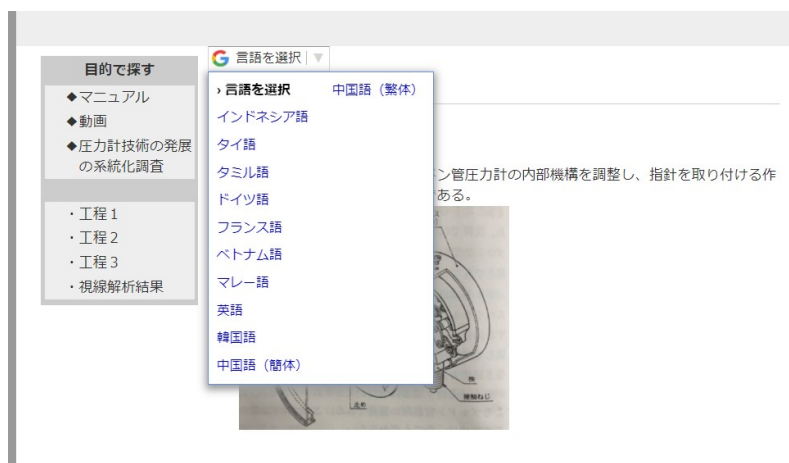 目的で探す
◆マニュアル
◆動画
◆圧力計技術の発展
の系統化調査
・工程1
・工程2
・工程3
・視線解析結果
言語を選択 ▼
› 言語を選択
インドネシア語
タイ語
タミル語
ドイツ語
フランス語
ベトナム語
マレー語
英語
韓国語
中国語（簡体）
中国語（繁体）
ン管圧力計の内部機構を調整し、指針を取り付ける作
ある。
接触ねじ